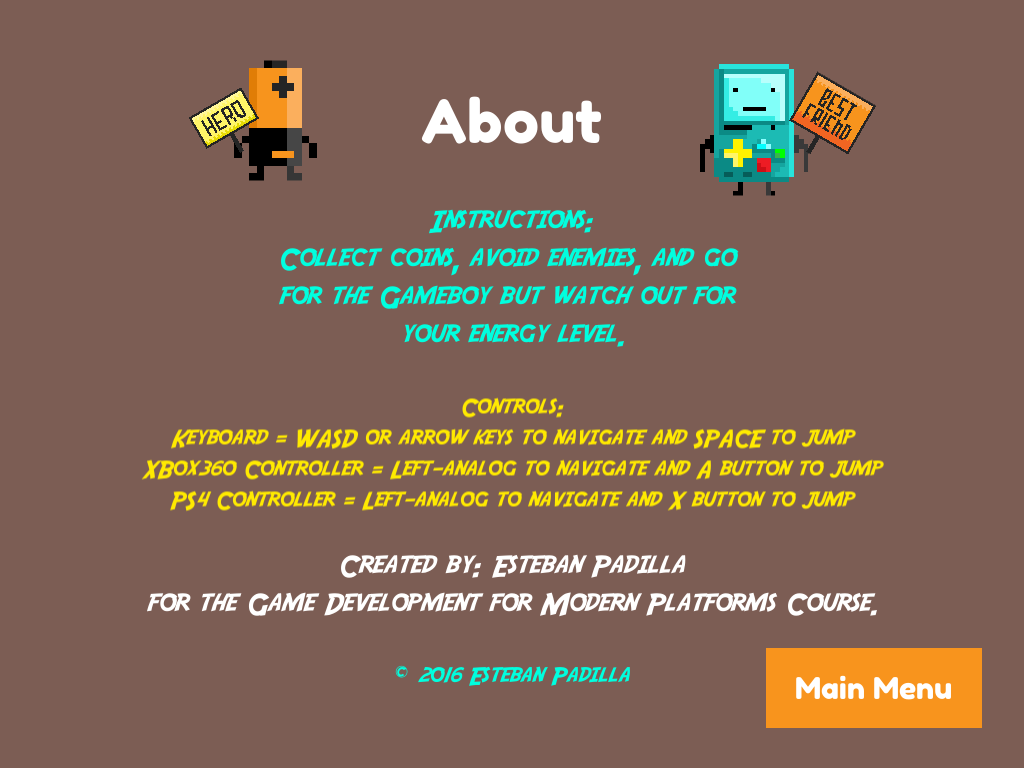 HERO
About
BEST
FRIEND
Instructions:
Collect coins, avoid enemies, and go
for the Gameboy but watch out for
your energy level.
Controls:
Keyboard = WASD or arrow keys to navigate and SPACE to jump
XBox360 Controller = Left-analog to navigate and A button to jump
PS4 Controller = Left-analog to navigate and X button to jump
Created by: Esteban Padilla
for the Game Development for Modern Platforms Course.
© 2016 Esteban Padilla
Main Menu